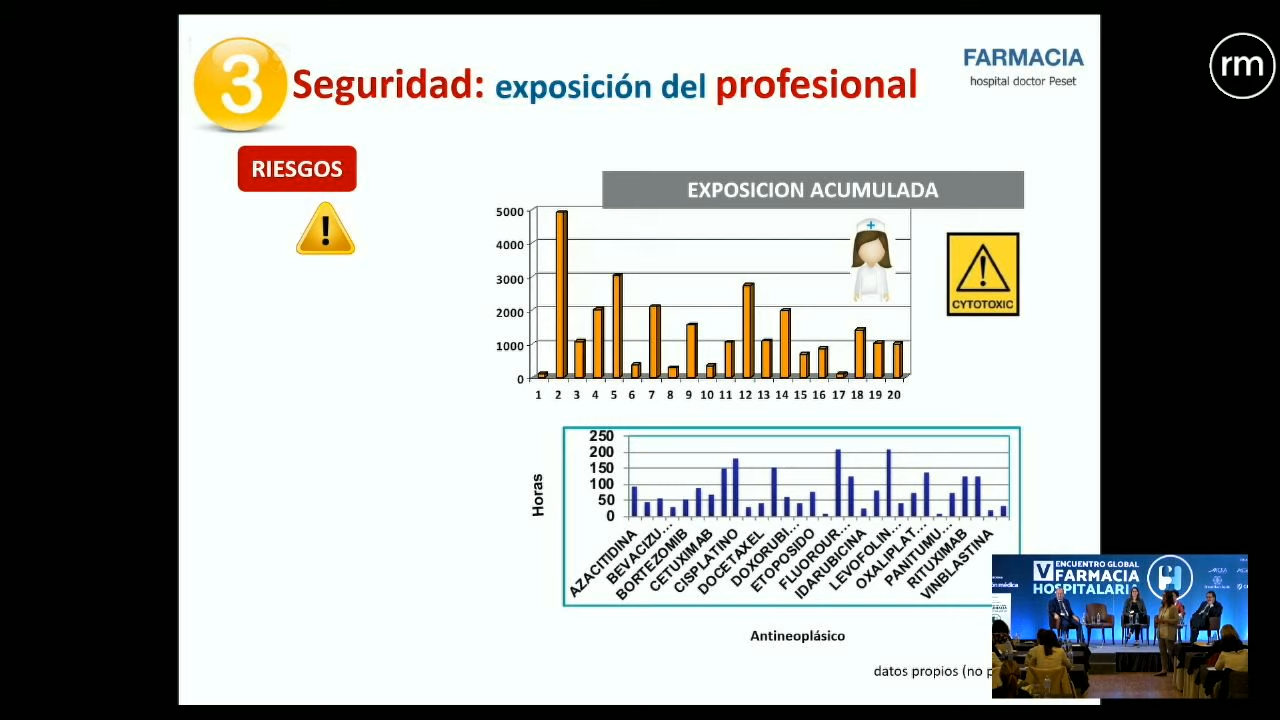 3
Seguridad: exposición del profesional
FARMACIA
hospital doctor Peset
rm
RIESGOS
!
EXPOSICION ACUMULADA
5000
4000
3000
2000
1000
0
1 2 3 4 5 6 7 8 9 10 11 12 13 14 15 16 17 18 19 20
CYTOTOXIC
Horas
250
200
150
100
50
0
AZACITIDINA
BEVACIZU...
BORTEZOMIB
CETUXIMAB
CISPLATINO
DOCETAXEL
DOXORUBI...
ETOPOSIDO
FLUOROUR...
IDARUBICINA
LEVOFOLIN...
OXALIPLAT...
PANITUMU...
RITUXIMAB
VINBLASTINA
Antineoplásico
datos propios (no p
V ENCUENTRO GLOBAL
FARMACIA
HOSPITALARIA